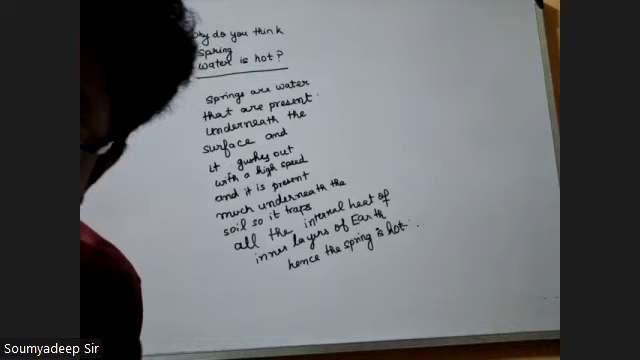 why do you think
spring
water is hot?
Springs are water
that are present.
underneath the
surface and
it gushes out
with a high speed
and it is present
much underneath the
soil so it traps
all the internal heat of
inner layers of Earth
hence the spring is hot.
Soumyadeep Sir